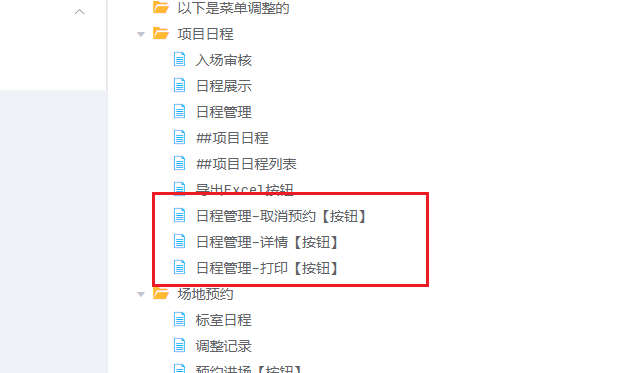 以下是菜单调整的
项目日程
入场审核
日程展示
日程管理
##项目日程
##项目日程列表
导出Excel按钮
日程管理-取消预约【按钮】
日程管理-详情【按钮】
日程管理-打印【按钮】
场地预约
标室日程
调整记录
预约进场【按钮】